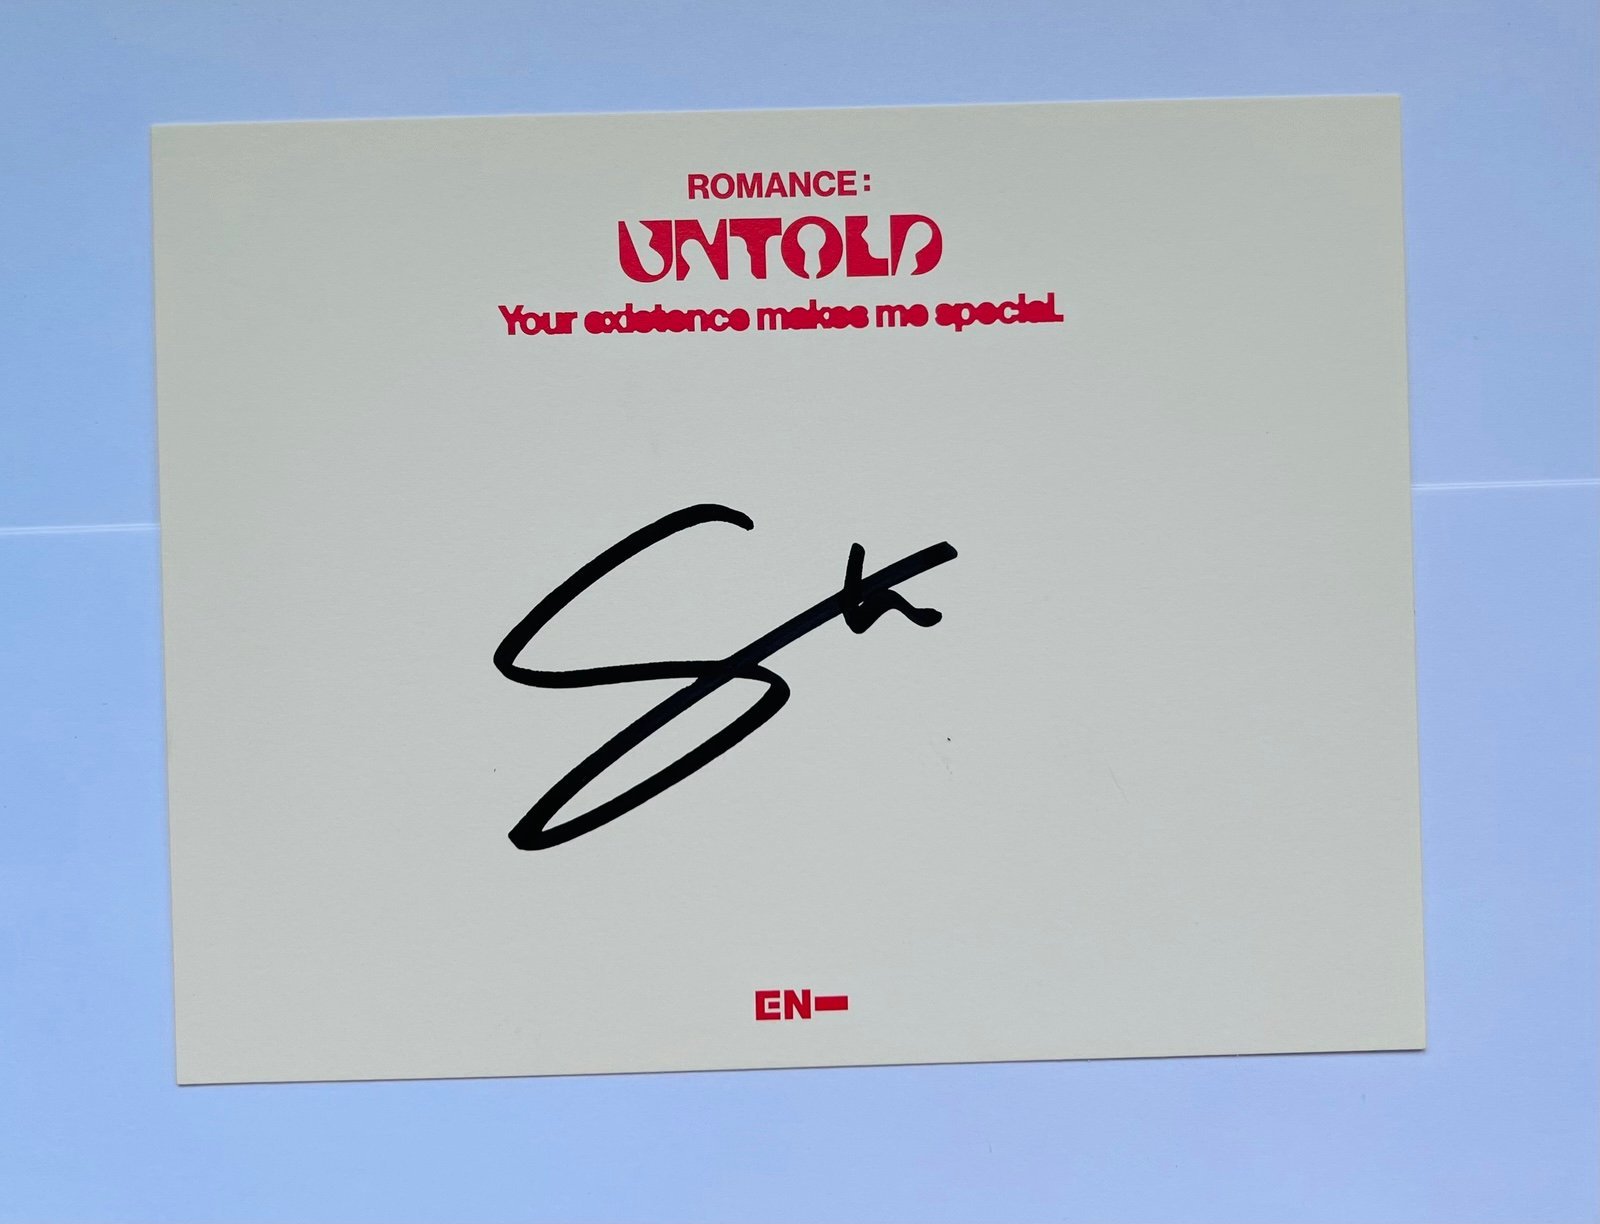 ROMANCE:
UNTOLD
Your existence makes me special.
EN-